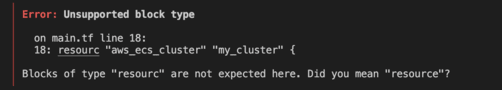 Error: Unsupported block type
on main.tf line 18:
18: resourc "aws_ecs_cluster" "my_cluster" {
Blocks of type "resourc" are not expected here. Did you mean "resource"?